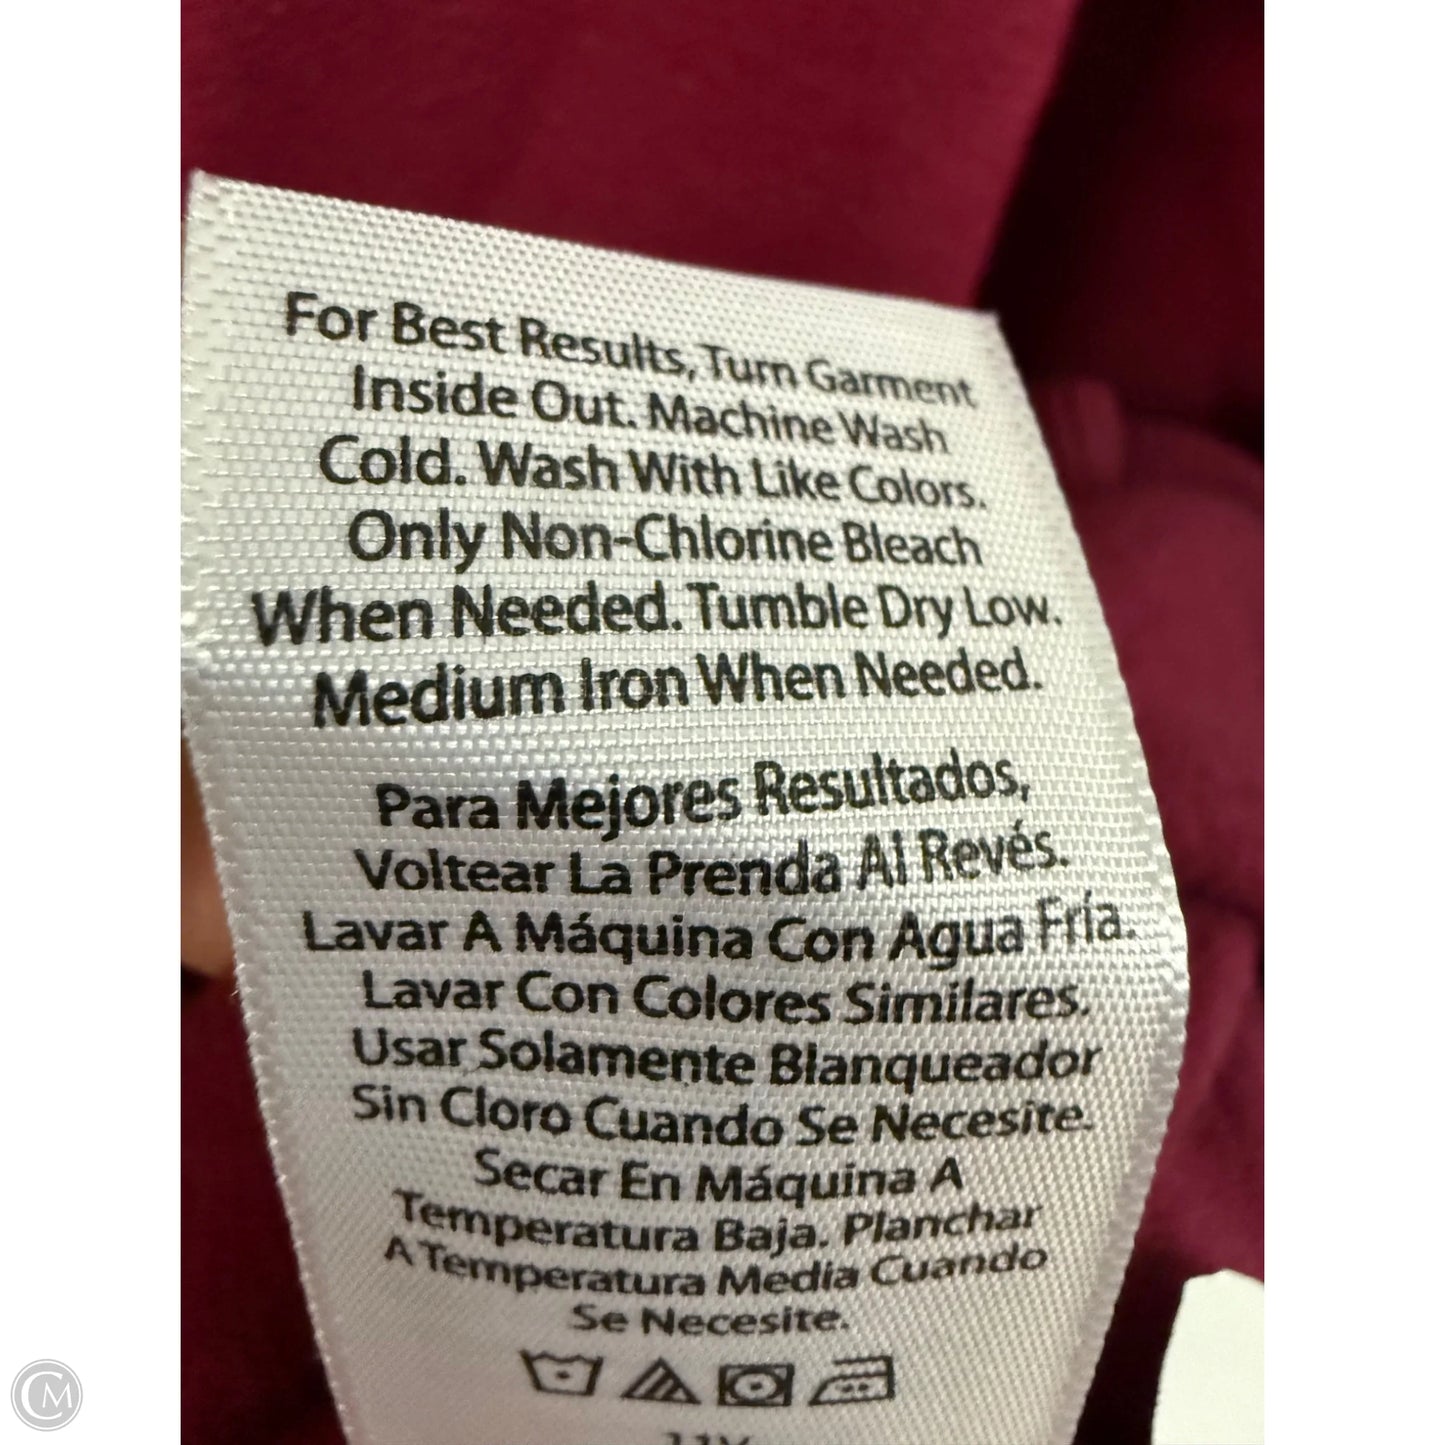 For Best Results, Turn Garment
Inside Out. Machine Wash
Cold. Wash With Like Colors.
Only Non-Chlorine Bleach
When Needed. Tumble Dry Low.
Medium Iron When Needed.
Para Mejores Resultados,
Voltear La Prenda Al Revés.
Lavar A Máquina Con Agua Fría.
Lavar Con Colores Similares.
Usar Solamente Blanqueador
Sin Cloro Cuando Se Necesite.
Secar En Máquina A
Temperatura Baja. Planchar
A Temperatura Media Cuando
Se Necesite.
CM